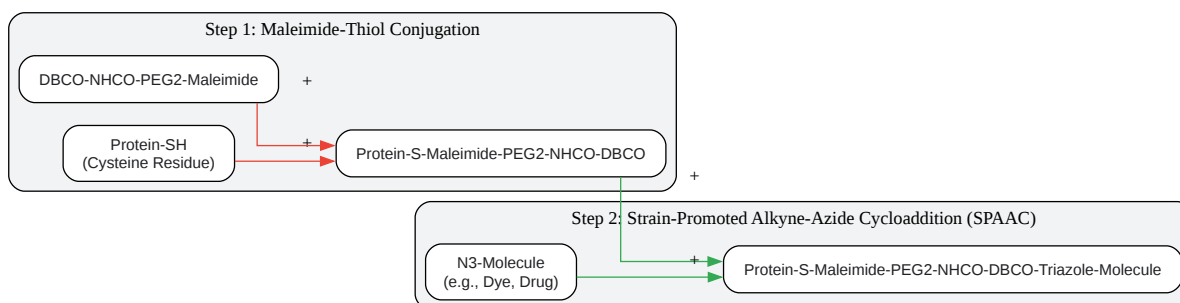 Step 1: Maleimide-Thiol Conjugation
DBCO-NHCO-PEG2-Maleimide
+
Protein-SH
(Cysteine Residue)
+
Protein-S-Maleimide-PEG2-NHCO-DBCO
+
Step 2: Strain-Promoted Alkyne-Azide Cycloaddition (SPAAC)
N3-Molecule
(e.g., Dye, Drug)
+
Protein-S-Maleimide-PEG2-NHCO-DBCO-Triazole-Molecule